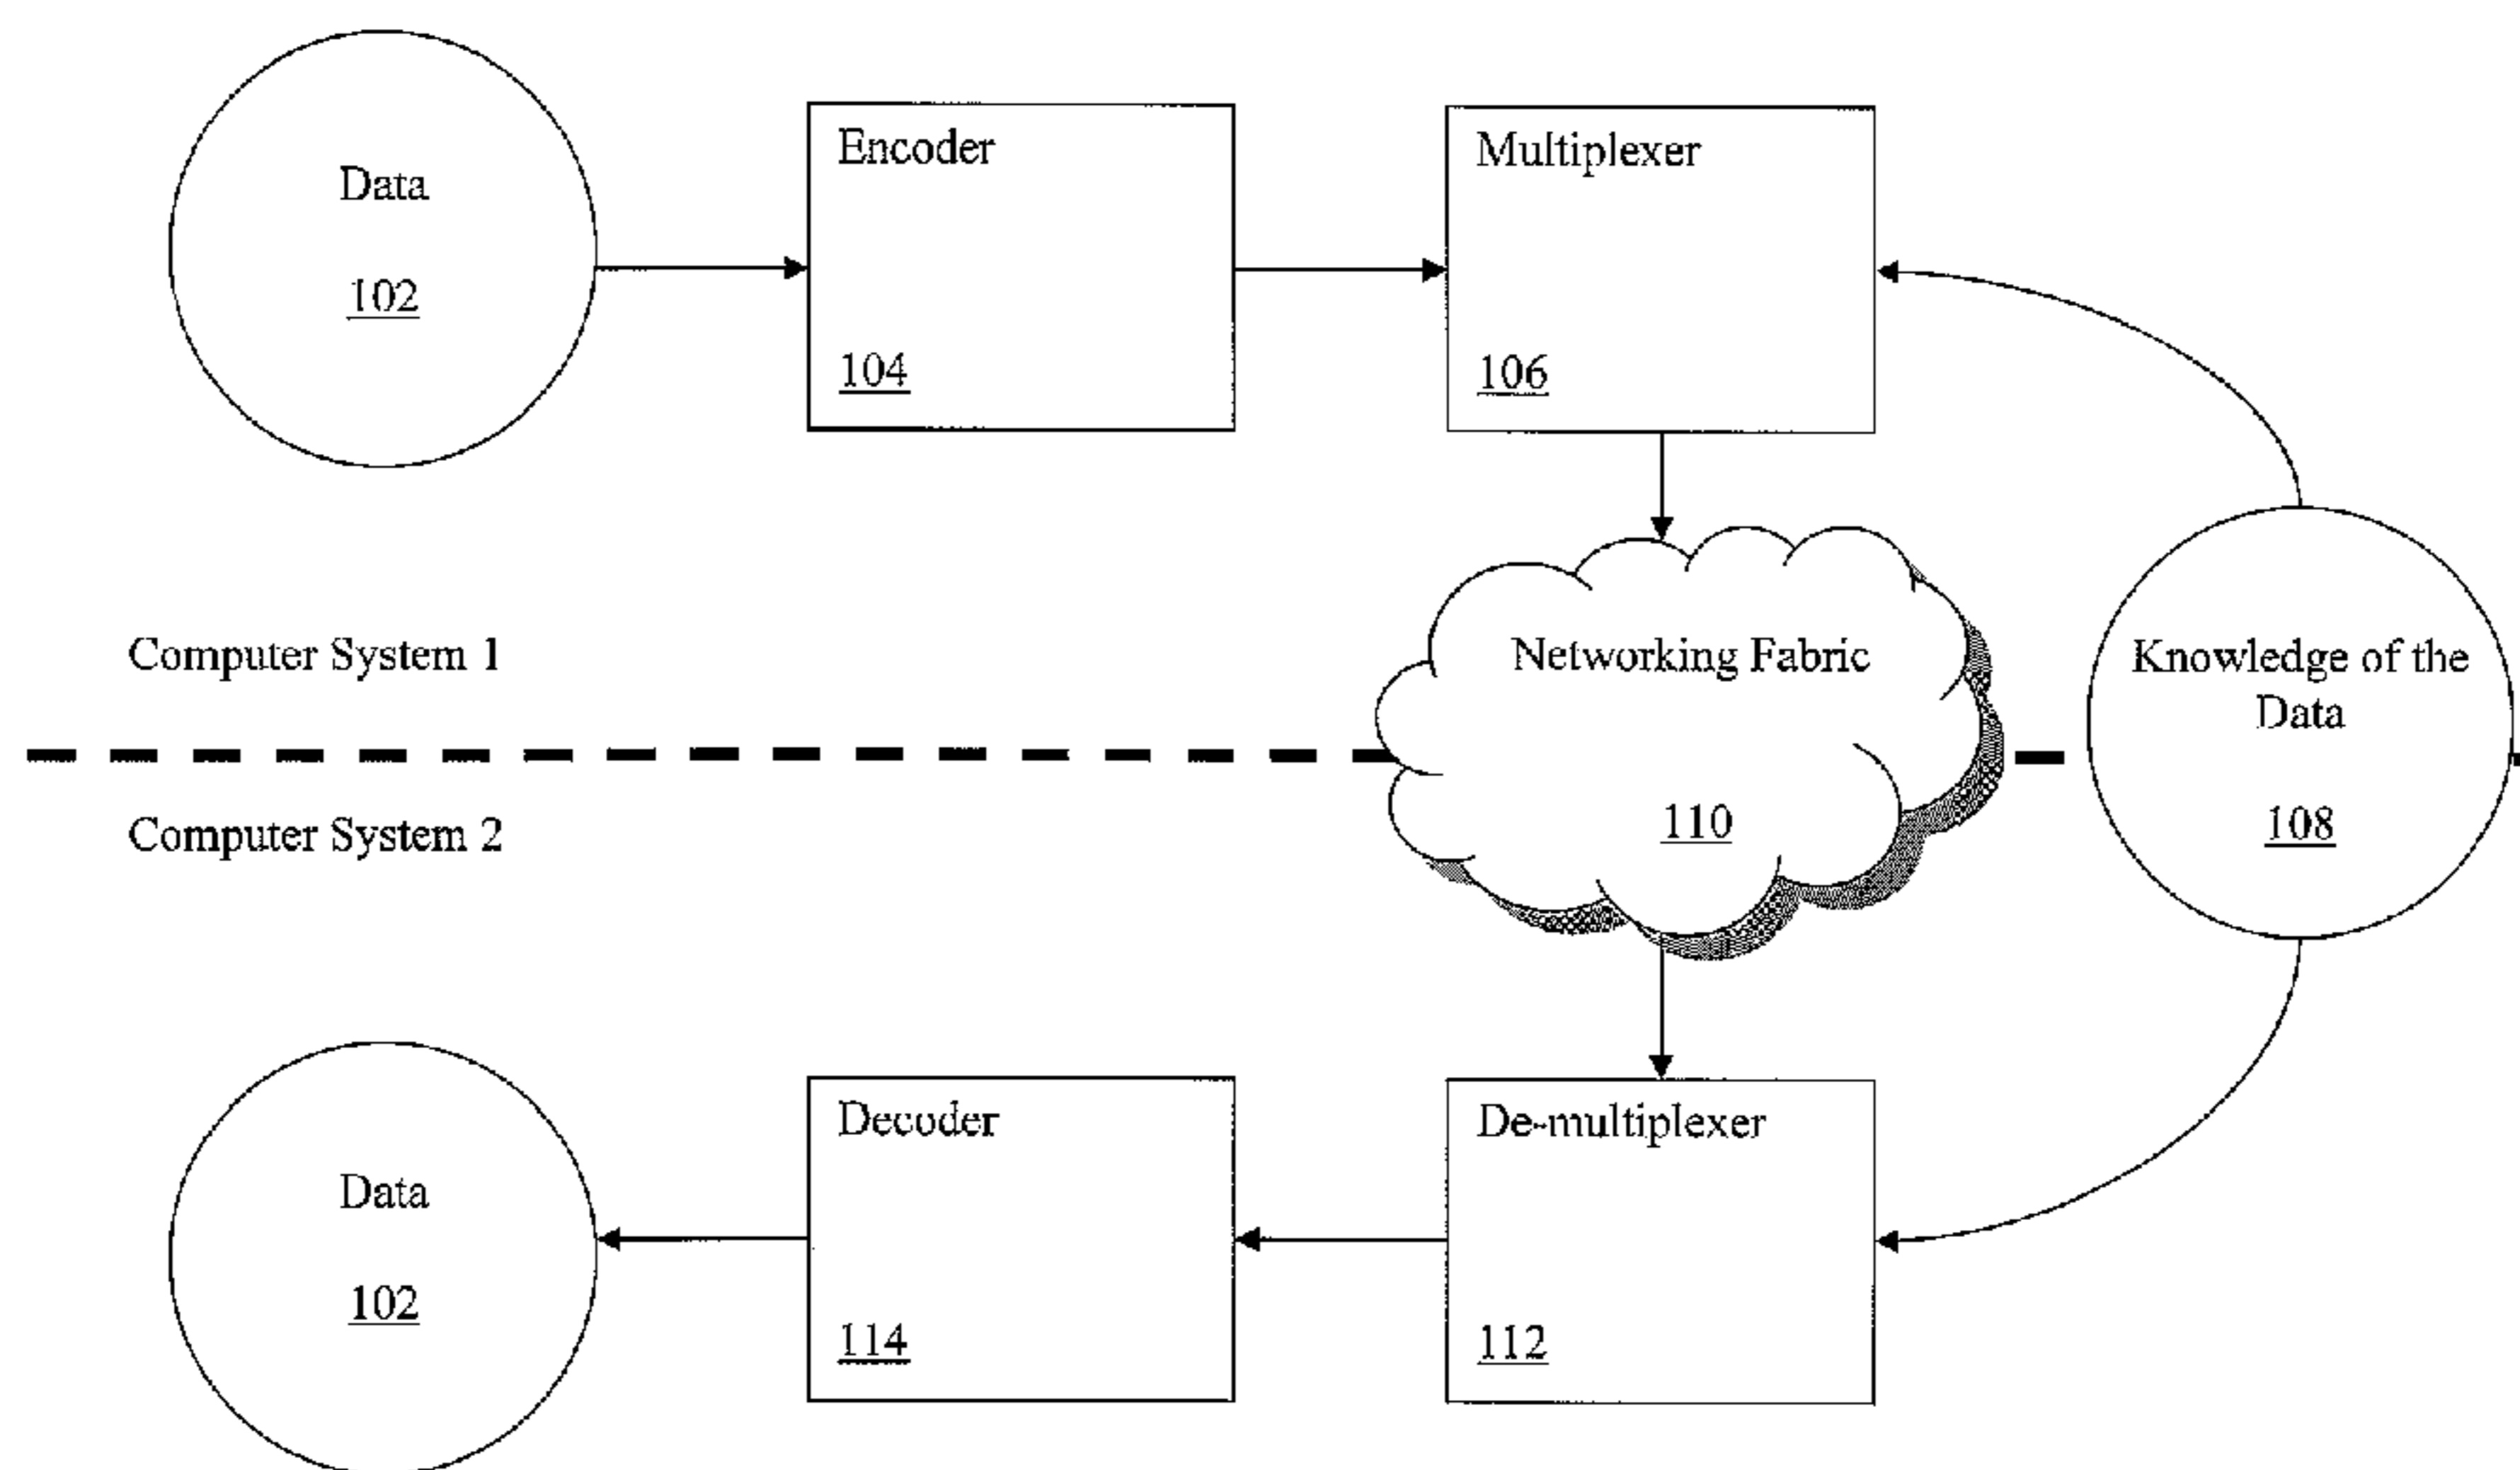 Data
102
Encoder
104
Multiplexer
106
Computer System 1
Networking Fabric
110
Knowledge of the
Data
108
Computer System 2
Data
102
Decoder
114
De-multiplexer
112